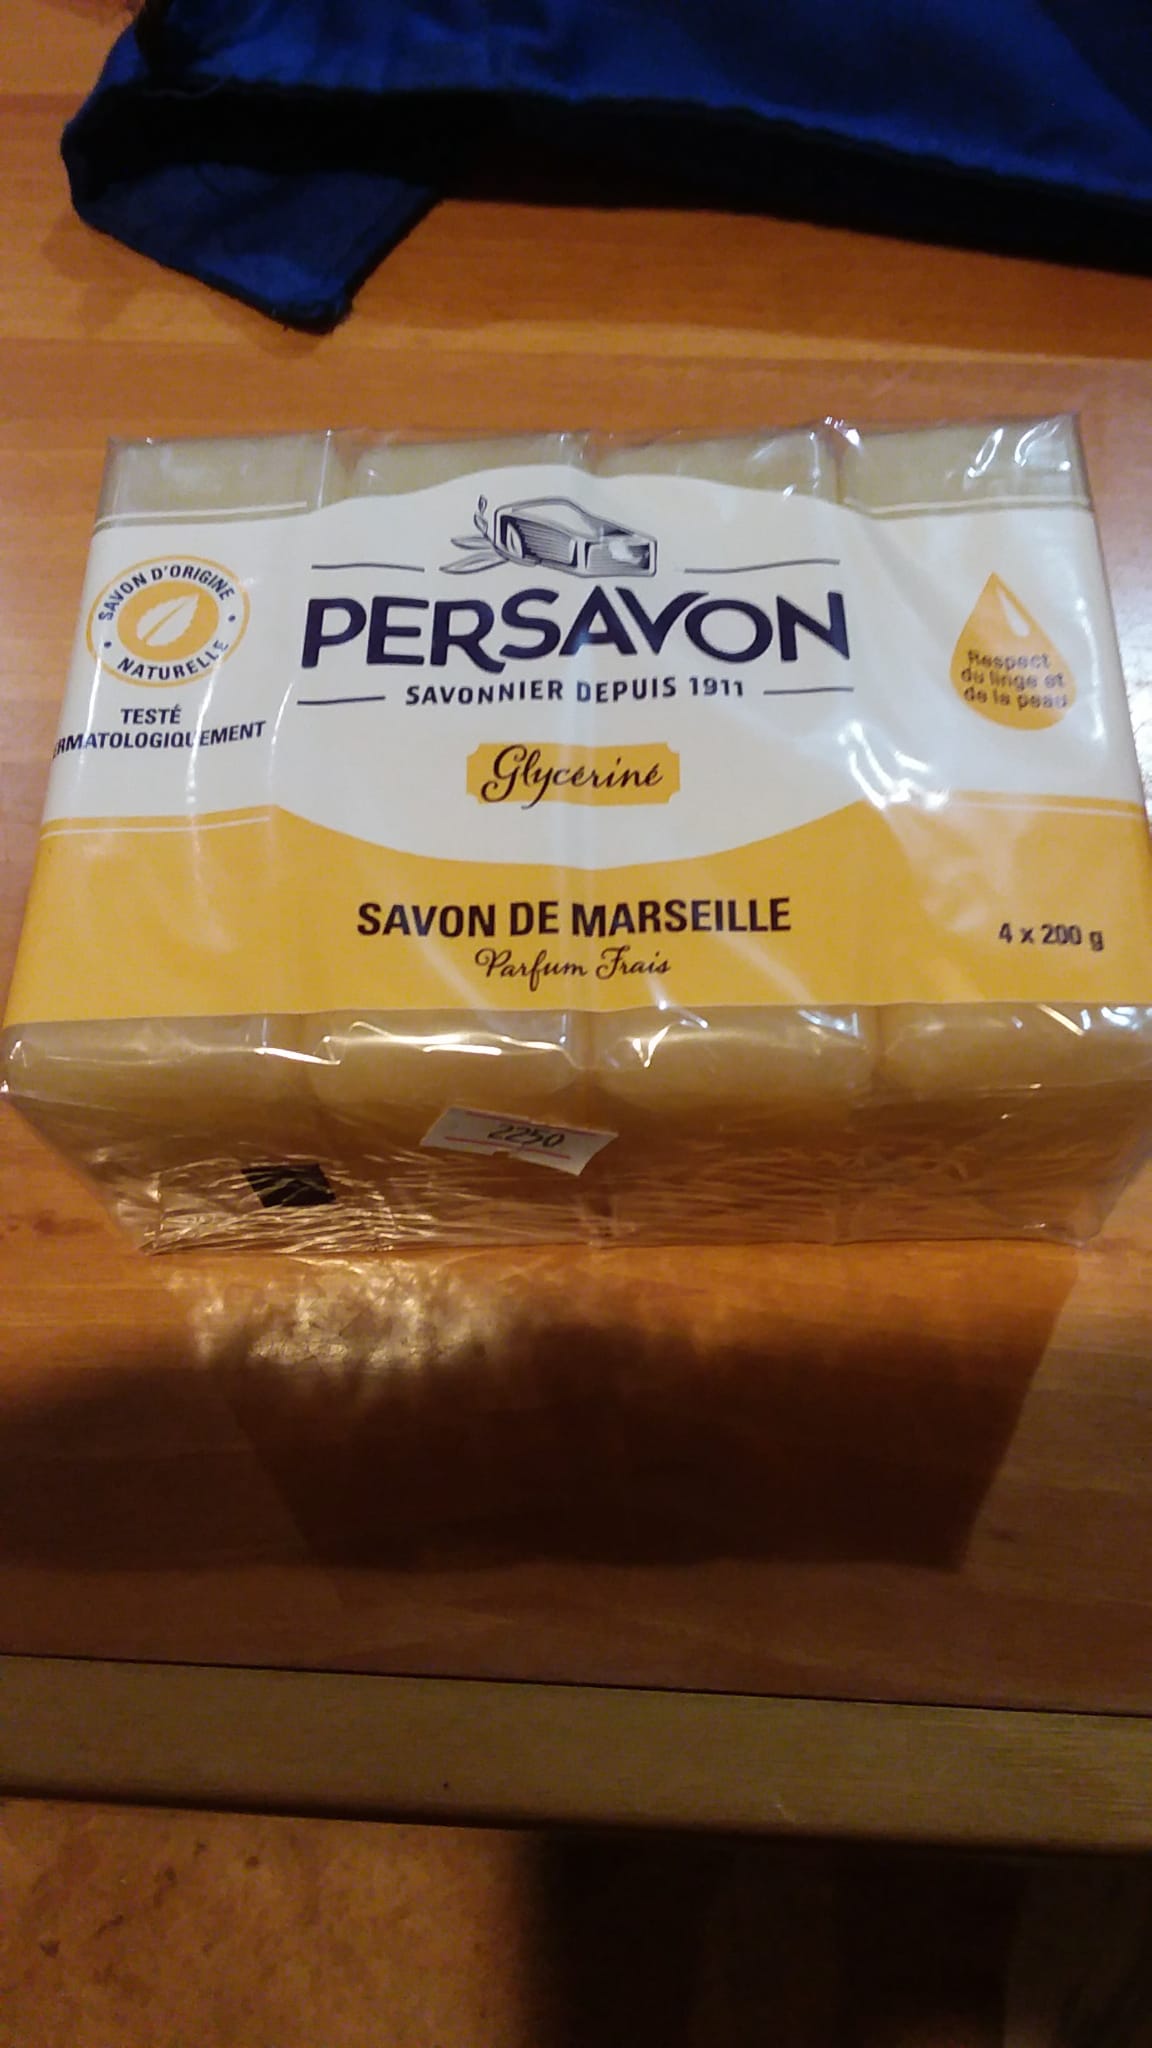 SAVON D'ORIGINE
NATURELLE
TESTÉ
ERMATOLOGIQUEMENT
PERSAVON
SAVONNIER DEPUIS 1911
Glycériné
Respect
du linge et
de la peau
SAVON DE MARSEILLE
Parfum Frais
4 x 200 g
2250